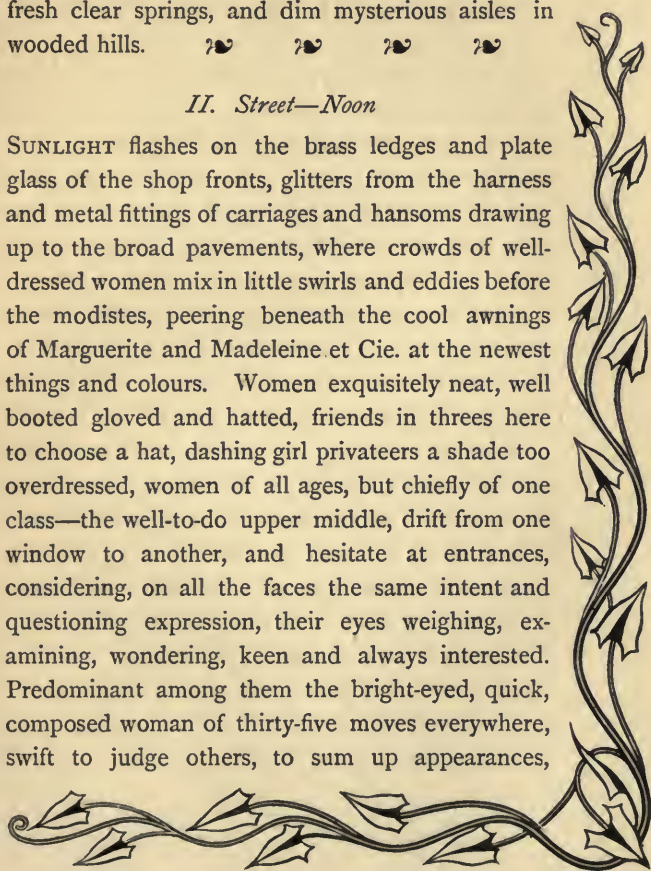 fresh clear springs, and dim mysterious aisles in
wooded hills.
II. Street—Noon
SUNLIGHT flashes on the brass ledges and plate
glass of the shop fronts, glitters from the harness
and metal fittings of carriages and hansoms drawing
up to the broad pavements, where crowds of well-
dressed women mix in little swirls and eddies before
the modistes, peering beneath the cool awnings
of Marguerite and Madeleine et Cie. at the newest
things and colours. Women exquisitely neat, well
booted gloved and hatted, friends in threes here
to choose a hat, dashing girl privateers a shade too
overdressed, women of all ages, but chiefly of one
class—the well-to-do upper middle, drift from one
window to another, and hesitate at entrances,
considering, on all the faces the same intent and
questioning expression, their eyes weighing, ex-
amining, wondering, keen and always interested.
Predominant among them the bright-eyed, quick,
composed woman of thirty-five moves everywhere,
swift to judge others, to sum up appearances,